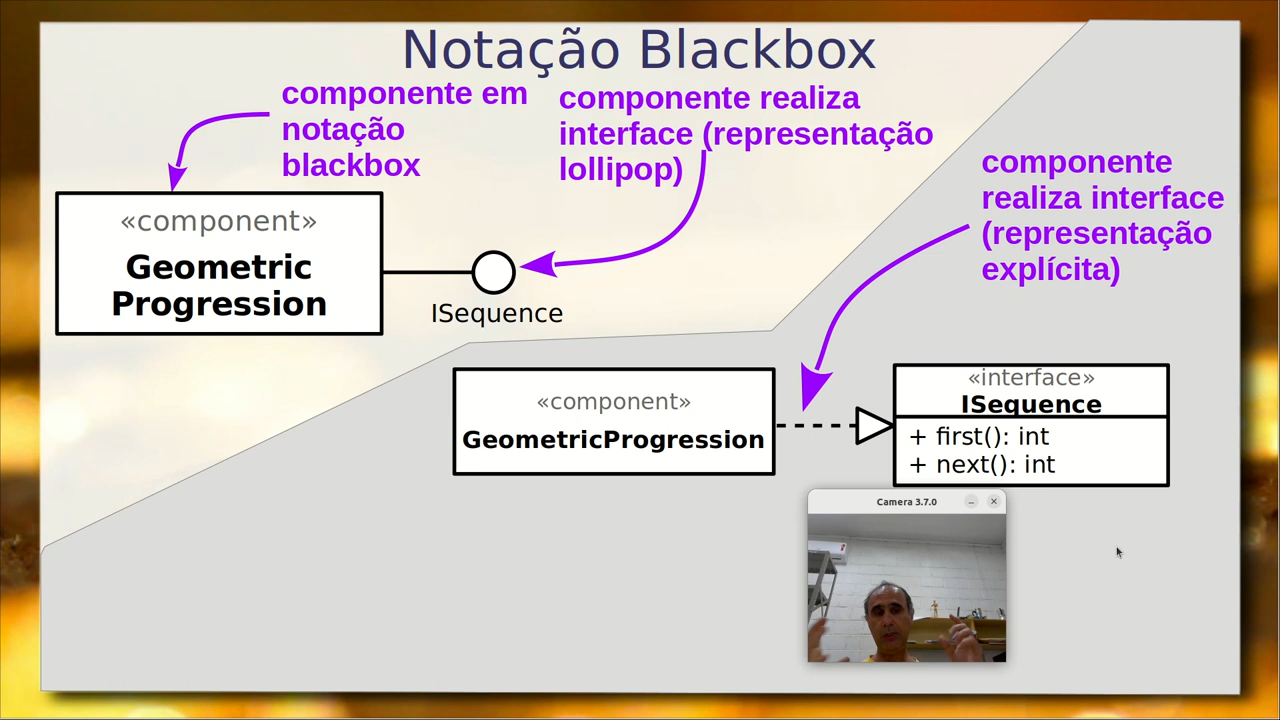 Notação Blackbox
componente em
notação
blackbox
componente realiza
interface (representação
lollipop)
componente
realiza interface
(representação
explícita)
«component»
Geometric
Progression
ISequence
«component»
GeometricProgression
«interface»
ISequence
+ first(): int
+ next(): int
Camera 3.7.0